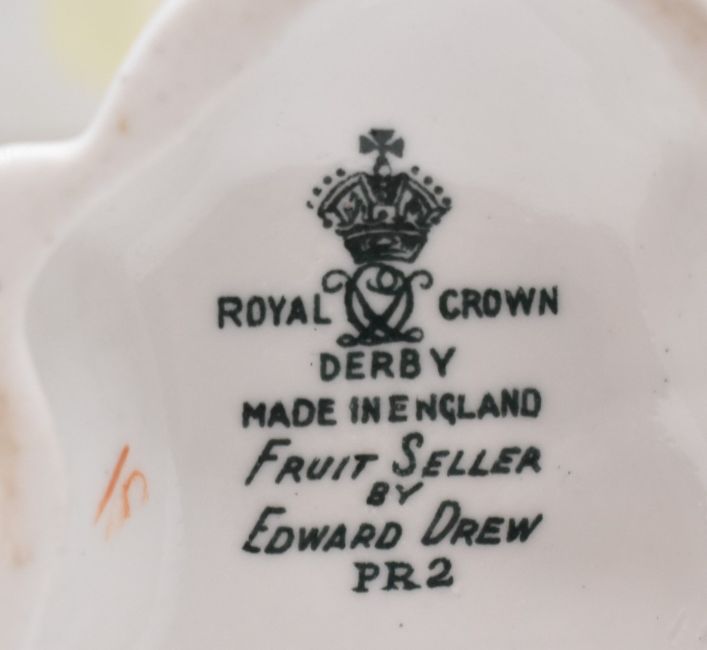 ROYAL CROWN
DERBY
MADE IN ENGLAND
FRUIT SELLER
BY
EDWARD DREW
PR2